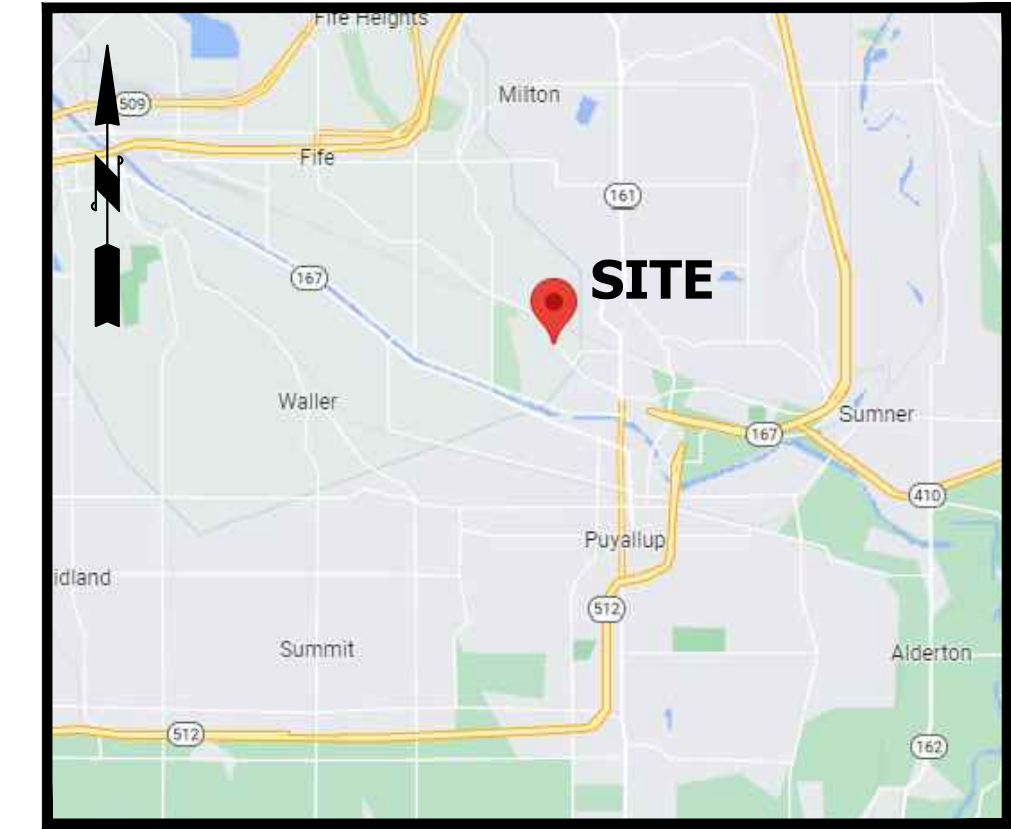 Fife Heights
Milton
509
Fife
161
N
SITE
167
Waller
Sumner
167
410
Puyallup
idland
512
Summit
Alderton
512
162